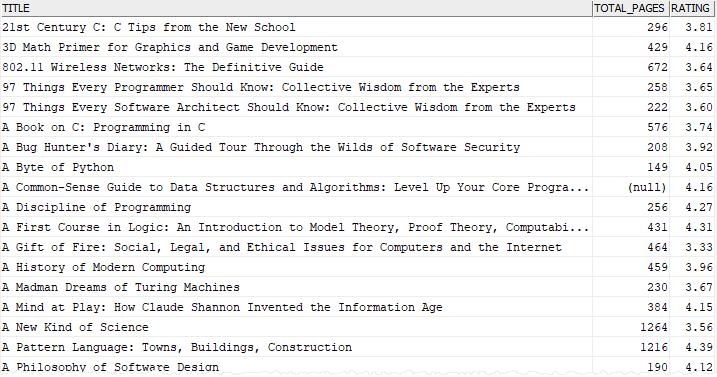 TITLE TOTAL_PAGES RATING
21st Century C: C Tips from the New School 296 3.81
3D Math Primer for Graphics and Game Development 429 4.16
802.11 Wireless Networks: The Definitive Guide 672 3.64
97 Things Every Programmer Should Know: Collective Wisdom from the Experts 258 3.65
97 Things Every Software Architect Should Know: Collective Wisdom from the Experts 222 3.60
A Book on C: Programming in C 576 3.74
A Bug Hunter's Diary: A Guided Tour Through the Wilds of Software Security 208 3.92
A Byte of Python 149 4.05
A Common-Sense Guide to Data Structures and Algorithms: Level Up Your Core Progra... (null) 4.16
A Discipline of Programming 256 4.27
A First Course in Logic: An Introduction to Model Theory, Proof Theory, Computabi... 431 4.31
A Gift of Fire: Social, Legal, and Ethical Issues for Computers and the Internet 464 3.33
A History of Modern Computing 459 3.96
A Madman Dreams of Turing Machines 230 3.67
A Mind at Play: How Claude Shannon Invented the Information Age 384 4.15
A New Kind of Science 1264 3.56
A Pattern Language: Towns, Buildings, Construction 1216 4.39
A Philosophy of Software Design 190 4.12